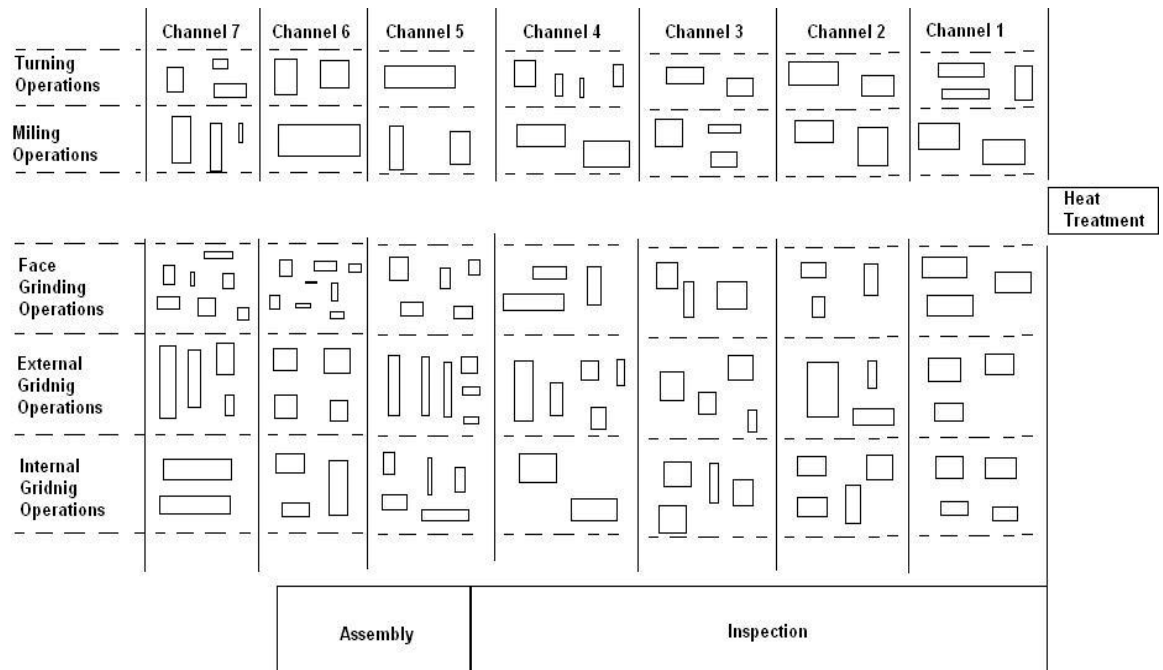 Channel 7 Channel 6 Channel 5 Channel 4 Channel 3 Channel 2 Channel 1
Turning
Operations
Miling
Operations
Heat
Treatment
Face
Grinding
Operations
External
Gridnig
Operations
Internal
Gridnig
Operations
Assembly
Inspection